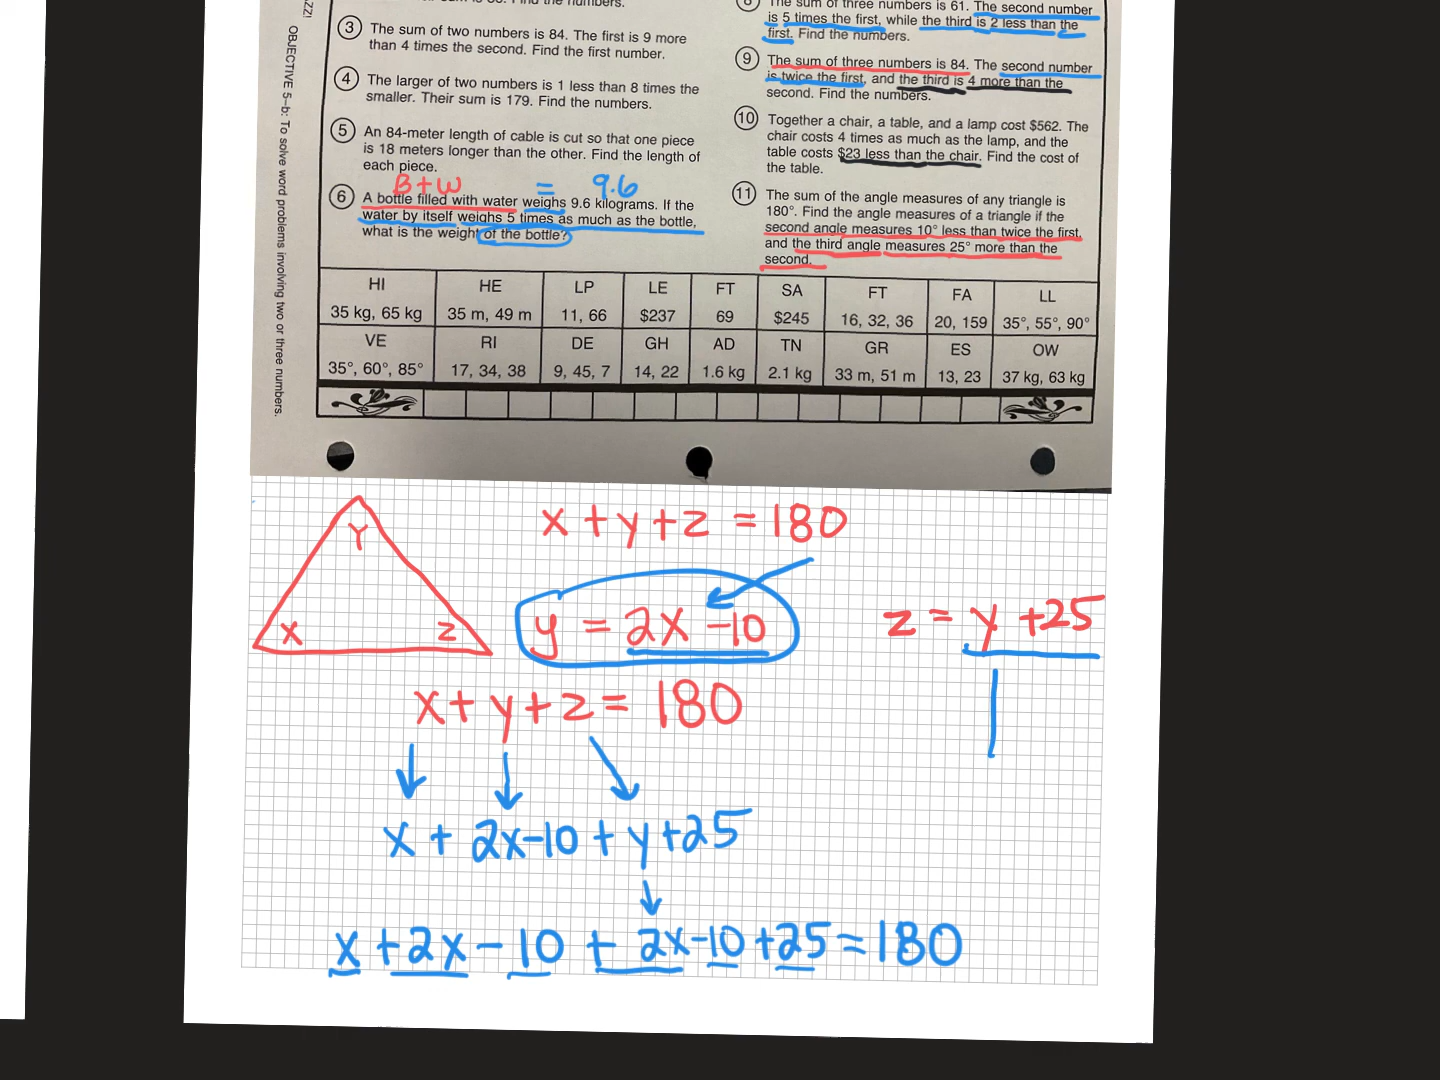 ZZ!
OBJECTIVE 5–b: To solve word problems involving two or three numbers.
Find the numbers.
3 The sum of two numbers is 84. The first is 9 more
than 4 times the second. Find the first number.
4 The larger of two numbers is 1 less than 8 times the
smaller. Their sum is 179. Find the numbers.
5 An 84-meter length of cable is cut so that one piece
is 18 meters longer than the other. Find the length of
each piece.
B+W = 9.6
6 A bottle filled with water weighs 9.6 kilograms. If the
water by itself weighs 5 times as much as the bottle,
what is the weight of the bottle?
The sum of three numbers is 61. The second number
is 5 times the first, while the third is 2 less than the
first. Find the numbers.
9 The sum of three numbers is 84. The second number
is twice the first, and the third is 4 more than the
second. Find the numbers.
10 Together a chair, a table, and a lamp cost $562. The
chair costs 4 times as much as the lamp, and the
table costs $23 less than the chair. Find the cost of
the table.
11 The sum of the angle measures of any triangle is
180°. Find the angle measures of a triangle if the
second angle measures 10° less than twice the first,
and the third angle measures 25° more than the
second.
HI HE LP LE FT SA FT FA LL
35 kg, 65 kg 35 m, 49 m 11, 66 $237 69 $245 16, 32, 36 20, 159 35°, 55°, 90°
VE RI DE GH AD TN GR ES OW
35°, 60°, 85° 17, 34, 38 9, 45, 7 14, 22 1.6 kg 2.1 kg 33 m, 51 m 13, 23 37 kg, 63 kg
x+y+z = 180
Y
X Z
y = 2x -10
z = y +25
x+y+z = 180
x + 2x-10 + y+25
x +2x - 10 + 2x-10 +25=180